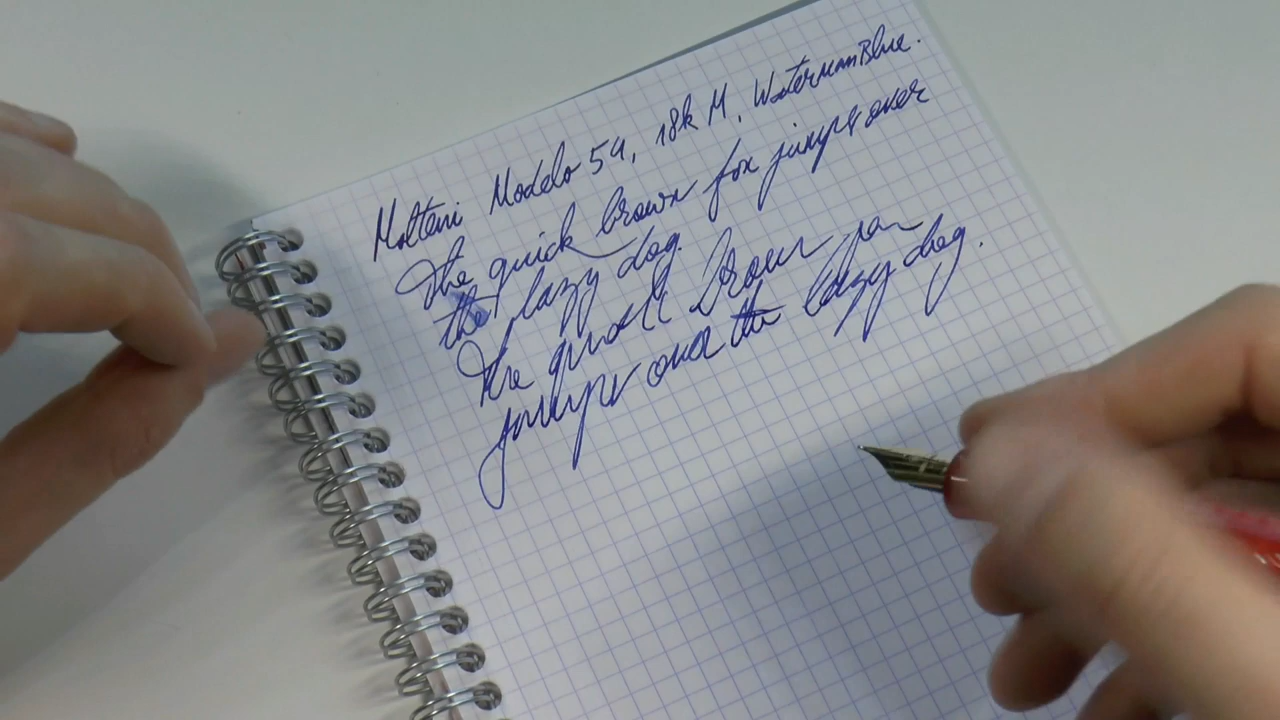 Molteni Modelo 54, 18k M, Waterman Blue.
The quick brown fox jumps over
the lazy dog.
The quick brown fox
jumps over the lazy dog.